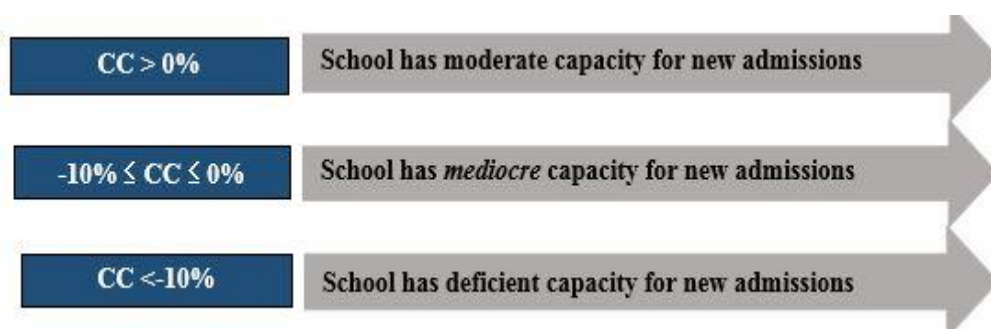 CC > 0%
School has moderate capacity for new admissions
-10% ≤ CC ≤ 0%
School has mediocre capacity for new admissions
CC <-10%
School has deficient capacity for new admissions